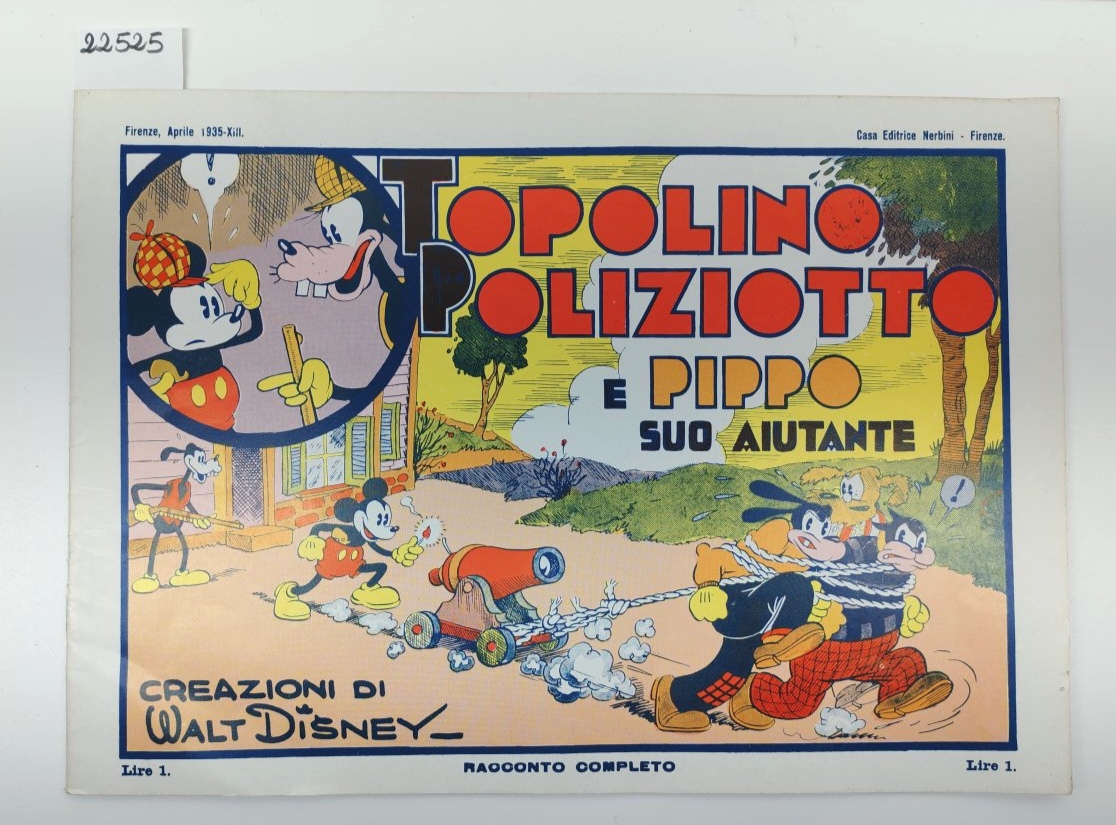 22525
Firenze, Aprile 1935-XIII.
Casa Editrice Nerbini - Firenze.
TOPOLINO
POLIZIOTTO
E PIPPO
SUO AIUTANTE
CREAZIONI DI
WALT DISNEY
Lire 1.
RACCONTO COMPLETO
Lire 1.